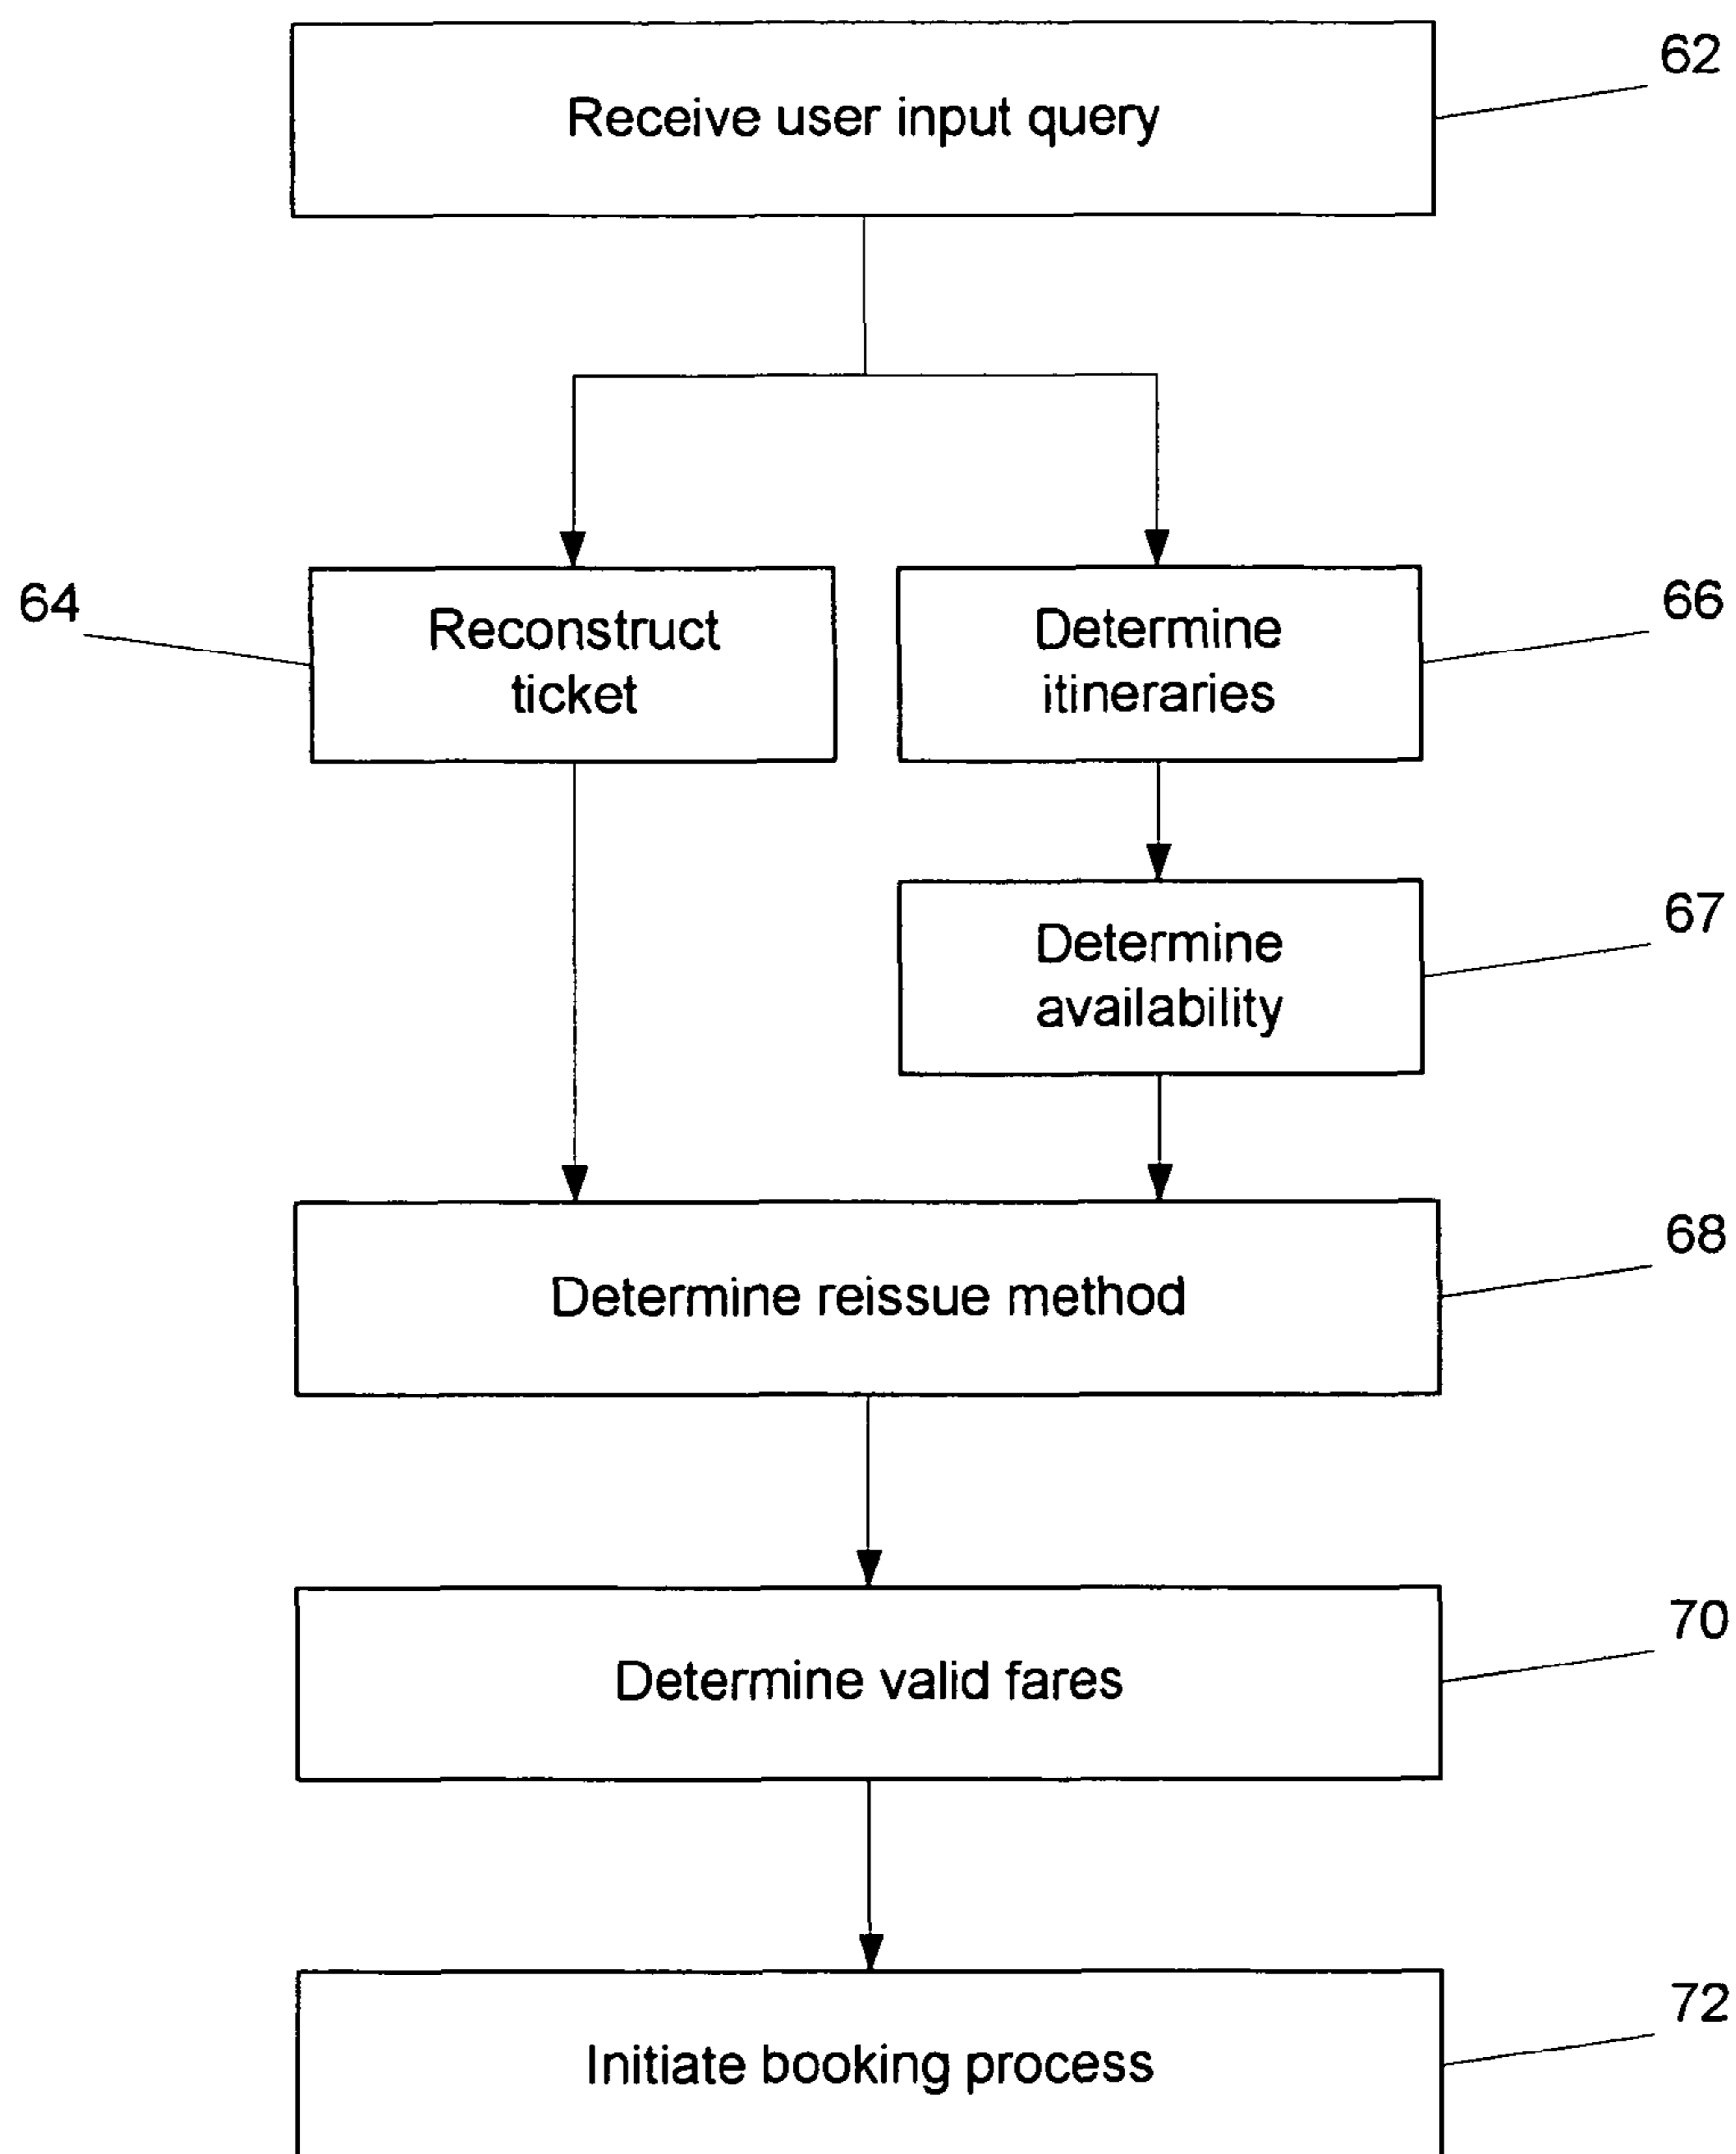 Receive user input query
62
64
Reconstruct
ticket
Determine
itineraries
66
Determine
availability
67
Determine reissue method
68
Determine valid fares
70
Initiate booking process
72